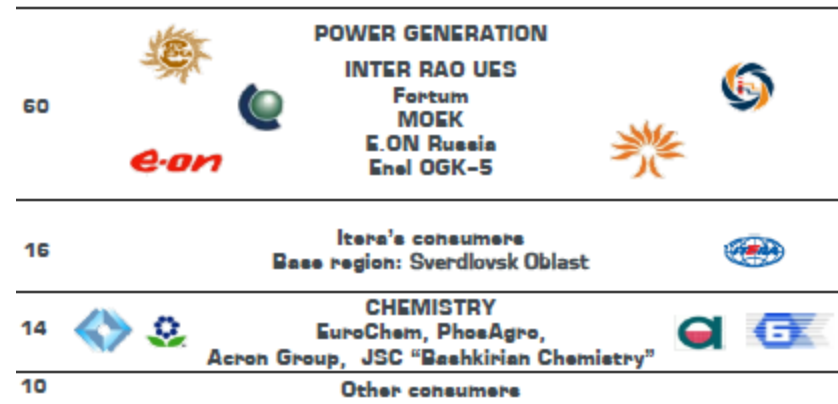 POWER GENERATION
INTER RAO UES
Fortum
MOEK
E.ON Russia
Enel OGK-5
60
e·on
Itera's consumers
Base region: Sverdlovsk Oblast
16
ITERA
CHEMISTRY
EuroChem, PhosAgro,
Acron Group, JSC "Bashkirian Chemistry"
14
10
Other consumers